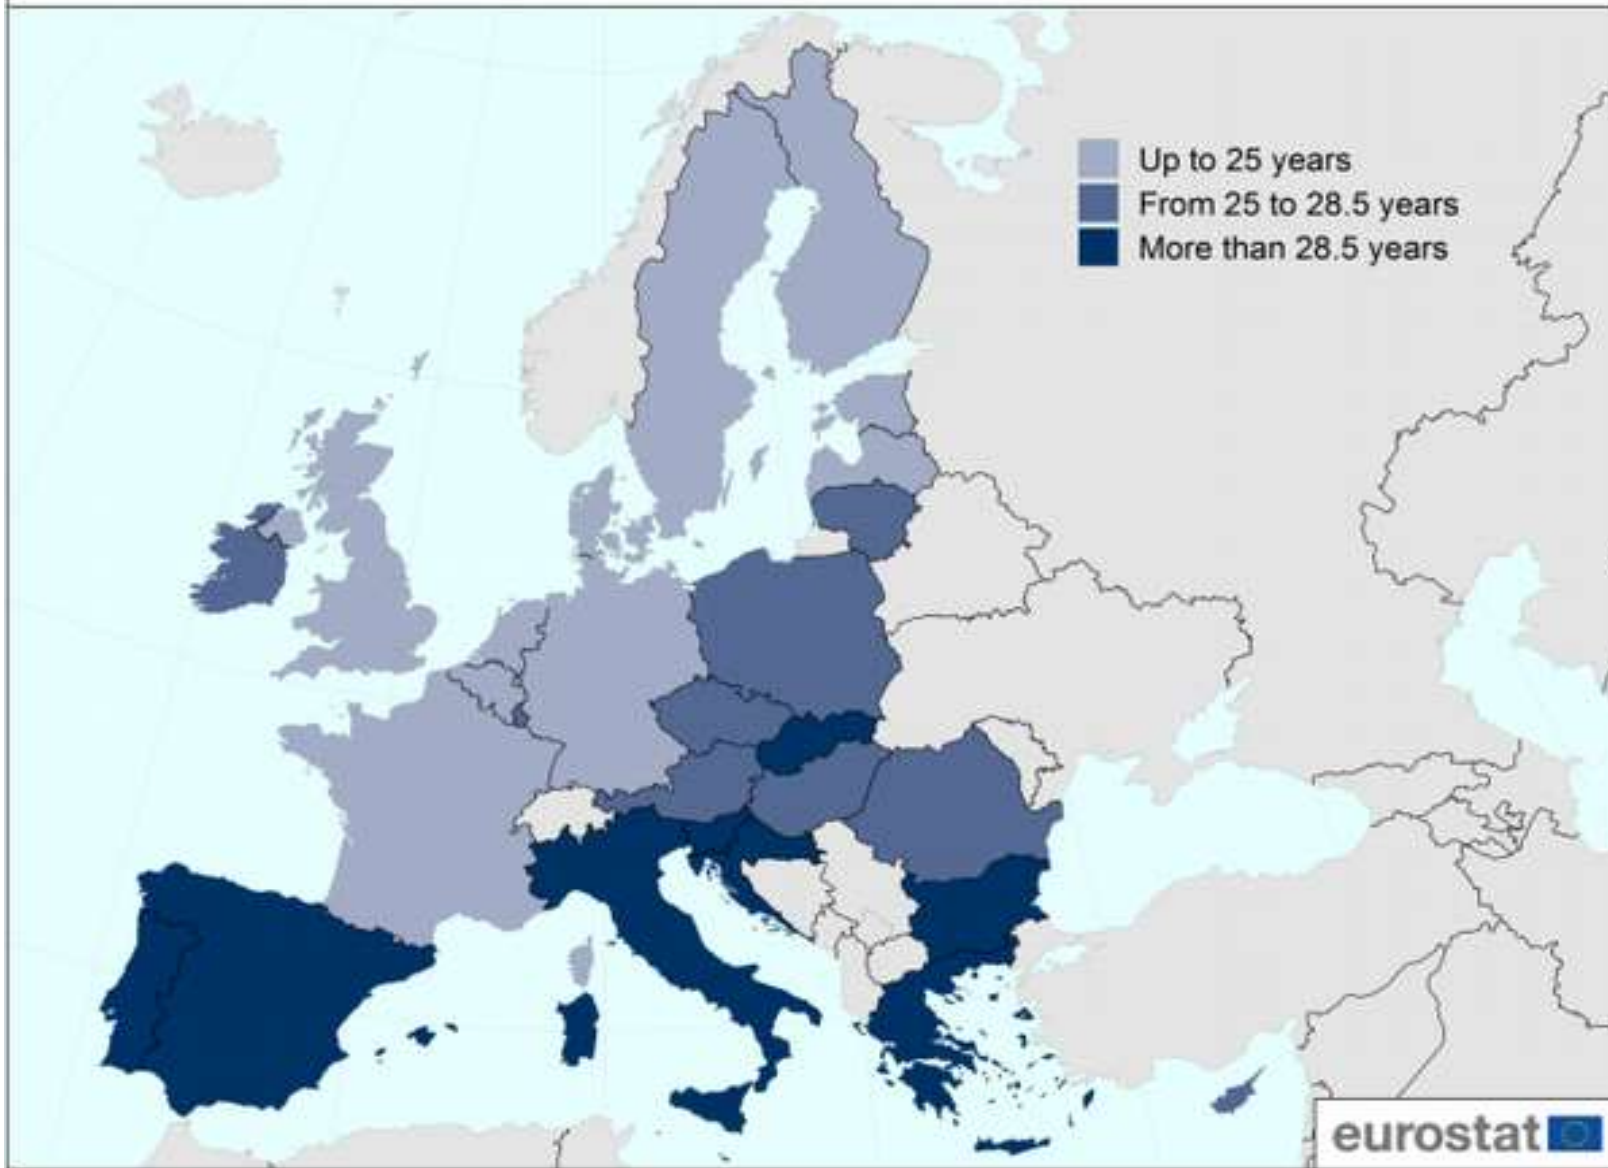 Up to 25 years
From 25 to 28.5 years
More than 28.5 years
eurostat